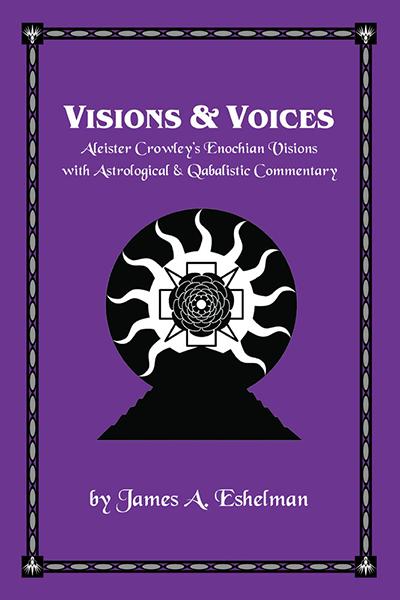 Visions & Voices
Aleister Crowley's Enochian Visions
with Astrological & Qabalistic Commentary
by James A. Eshelman